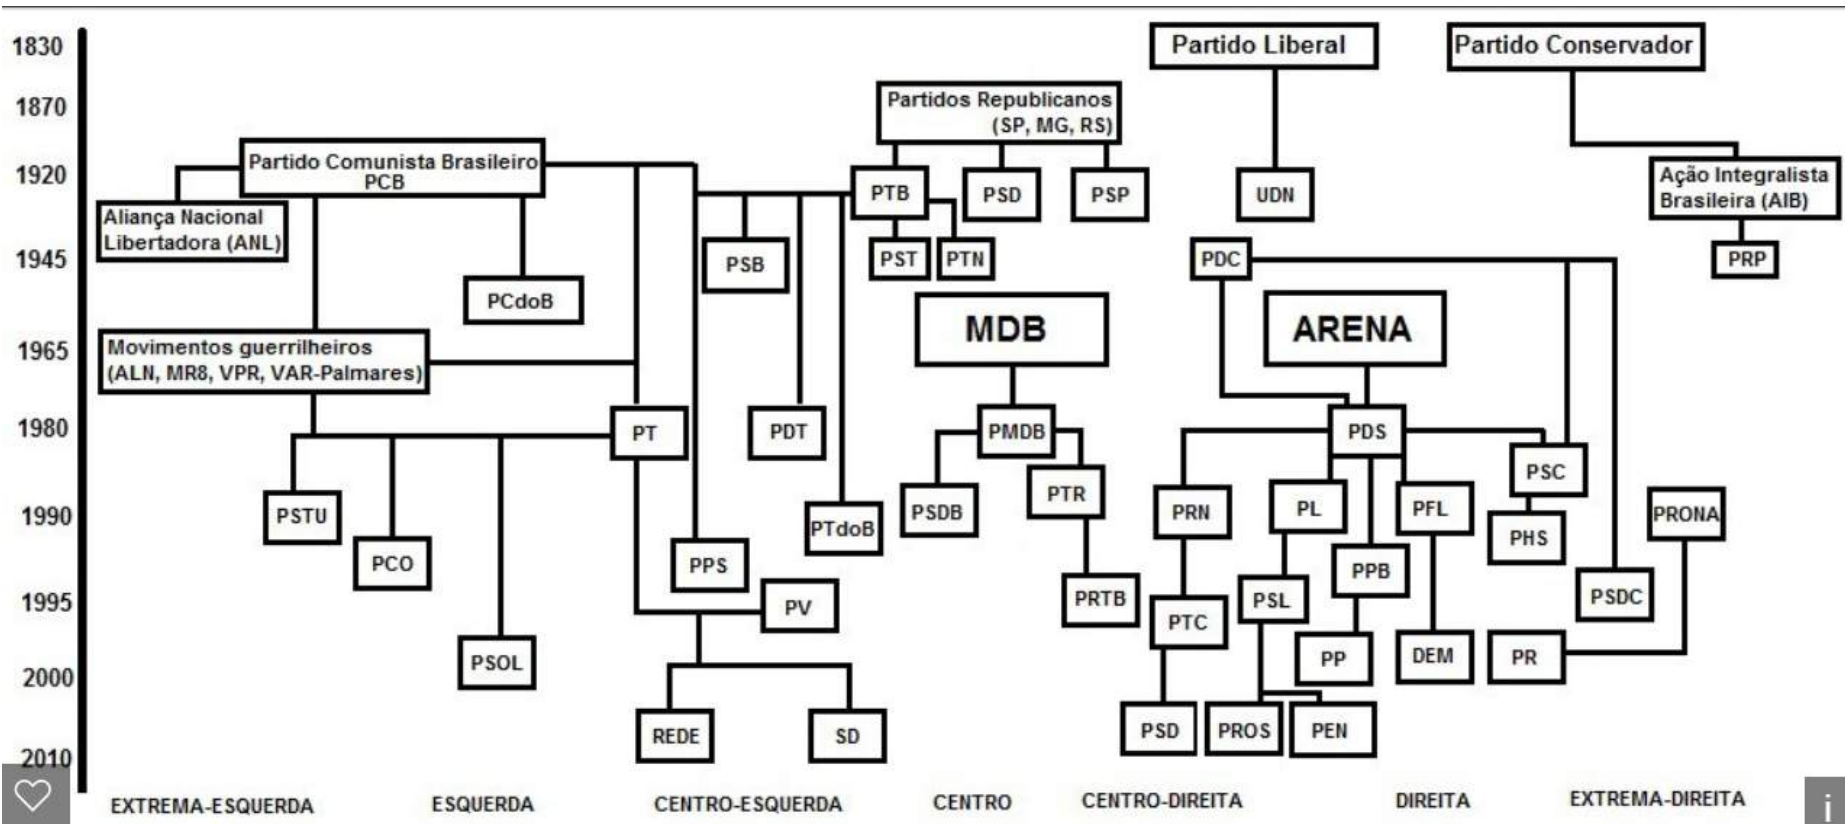 1830
Partido Liberal
Partido Conservador
1870
Partidos Republicanos
(SP, MG, RS)
Partido Comunista Brasileiro
PCB
1920
PTB
PSD
PSP
UDN
Ação Integralista
Brasileira (AIB)
Aliança Nacional
Libertadora (ANL)
1945
PSB
PST
PTN
PDC
PRP
PCdoB
MDB
ARENA
1965
Movimentos guerrilheiros
(ALN, MR8, VPR, VAR-Palmares)
1980
PT
PDT
PMDB
PDS
PSC
PTR
1990
PSTU
PTdoB
PSDB
PRN
PL
PFL
PHS
PRONA
PCO
PPS
PPB
1995
PV
PRTB
PTC
PSL
PSDC
2000
PSOL
PP
DEM
PR
REDE
SD
PSD
PROS
PEN
2010
EXTREMA-ESQUERDA
ESQUERDA
CENTRO-ESQUERDA
CENTRO
CENTRO-DIREITA
DIREITA
EXTREMA-DIREITA
i